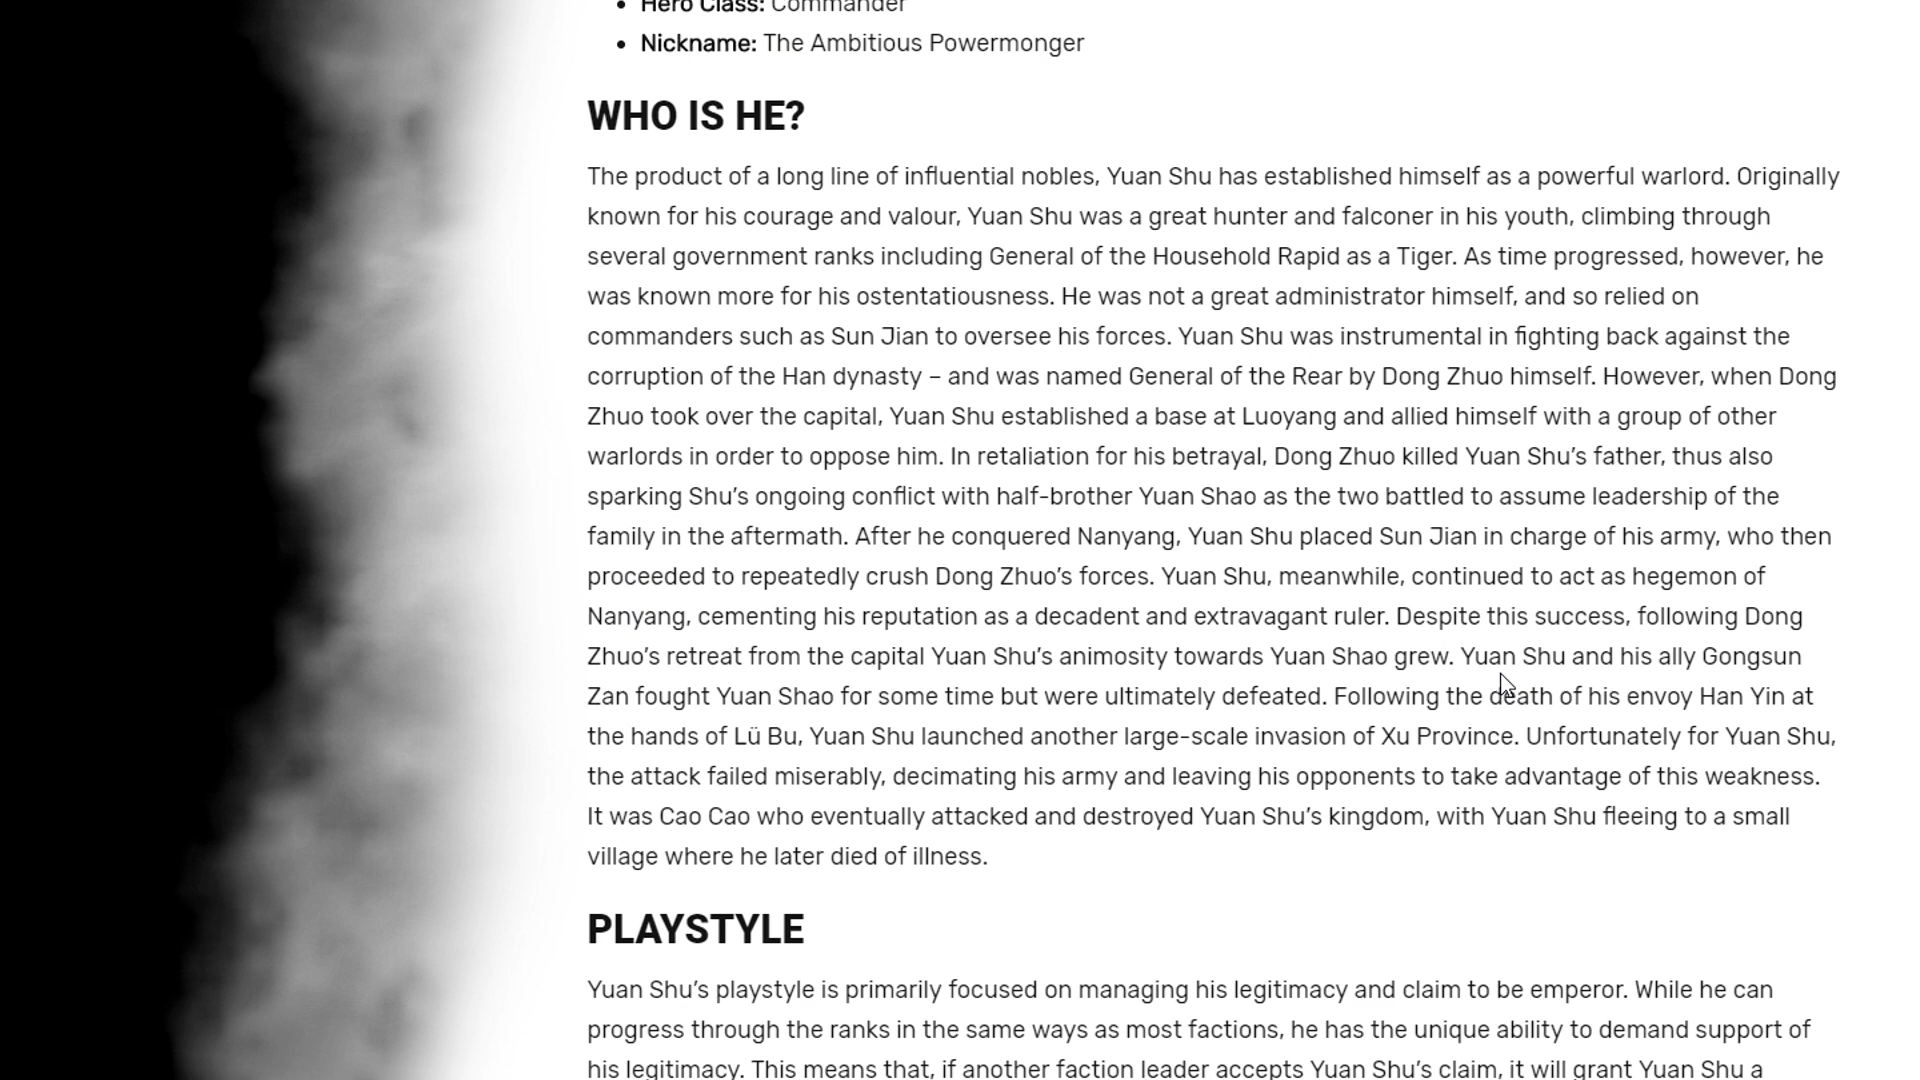 Hero Class: Commander
Nickname: The Ambitious Powermonger
WHO IS HE?
The product of a long line of influential nobles, Yuan Shu has established himself as a powerful warlord. Originally
known for his courage and valour, Yuan Shu was a great hunter and falconer in his youth, climbing through
several government ranks including General of the Household Rapid as a Tiger. As time progressed, however, he
was known more for his ostentatiousness. He was not a great administrator himself, and so relied on
commanders such as Sun Jian to oversee his forces. Yuan Shu was instrumental in fighting back against the
corruption of the Han dynasty – and was named General of the Rear by Dong Zhuo himself. However, when Dong
Zhuo took over the capital, Yuan Shu established a base at Luoyang and allied himself with a group of other
warlords in order to oppose him. In retaliation for his betrayal, Dong Zhuo killed Yuan Shu’s father, thus also
sparking Shu’s ongoing conflict with half-brother Yuan Shao as the two battled to assume leadership of the
family in the aftermath. After he conquered Nanyang, Yuan Shu placed Sun Jian in charge of his army, who then
proceeded to repeatedly crush Dong Zhuo’s forces. Yuan Shu, meanwhile, continued to act as hegemon of
Nanyang, cementing his reputation as a decadent and extravagant ruler. Despite this success, following Dong
Zhuo’s retreat from the capital Yuan Shu’s animosity towards Yuan Shao grew. Yuan Shu and his ally Gongsun
Zan fought Yuan Shao for some time but were ultimately defeated. Following the death of his envoy Han Yin at
the hands of Lü Bu, Yuan Shu launched another large-scale invasion of Xu Province. Unfortunately for Yuan Shu,
the attack failed miserably, decimating his army and leaving his opponents to take advantage of this weakness.
It was Cao Cao who eventually attacked and destroyed Yuan Shu’s kingdom, with Yuan Shu fleeing to a small
village where he later died of illness.
PLAYSTYLE
Yuan Shu’s playstyle is primarily focused on managing his legitimacy and claim to be emperor. While he can
progress through the ranks in the same ways as most factions, he has the unique ability to demand support of
his legitimacy. This means that, if another faction leader accepts Yuan Shu’s claim, it will grant Yuan Shu a